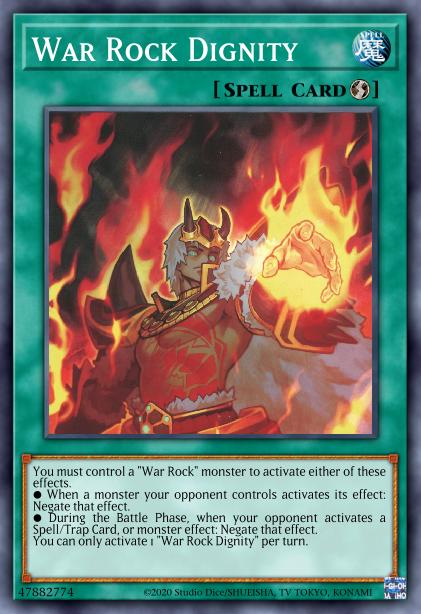 War Rock Dignity
SPELL
魔
[Spell Card]
You must control a "War Rock" monster to activate either of these
effects.
● When a monster your opponent controls activates its effect:
Negate that effect.
● During the Battle Phase, when your opponent activates a
Spell/Trap Card, or monster effect: Negate that effect.
You can only activate 1 "War Rock Dignity" per turn.
47882774
©2020 Studio Dice/SHUEISHA, TV TOKYO, KONAMI